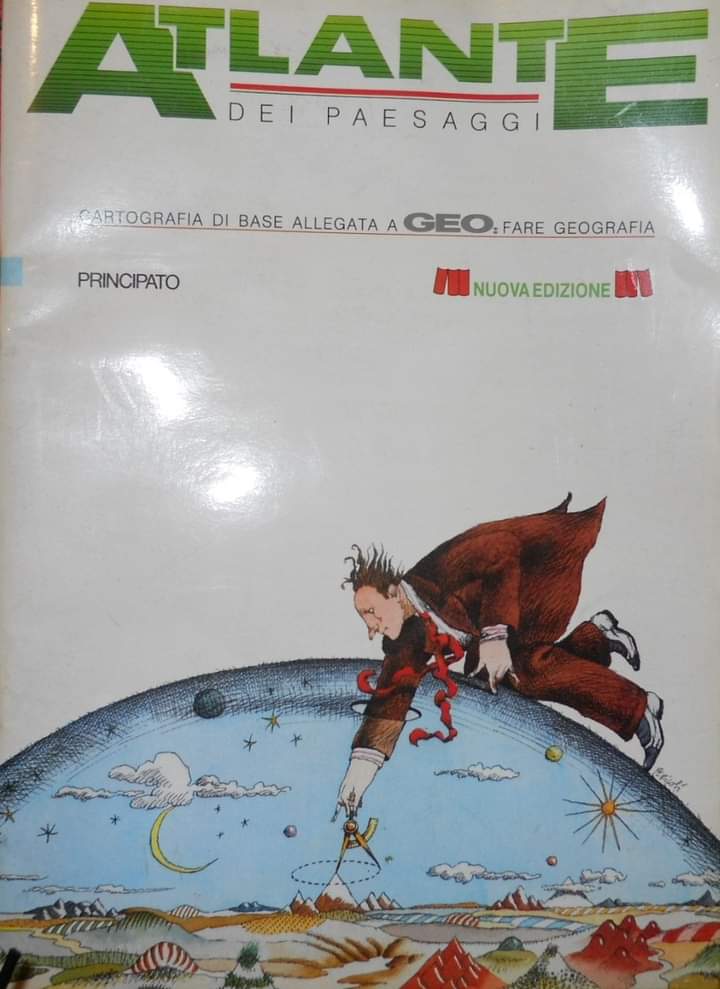 ATLANTE
DEI PAESAGGI
CARTOGRAFIA DI BASE ALLEGATA A GEO: FARE GEOGRAFIA
PRINCIPATO
NUOVA EDIZIONE